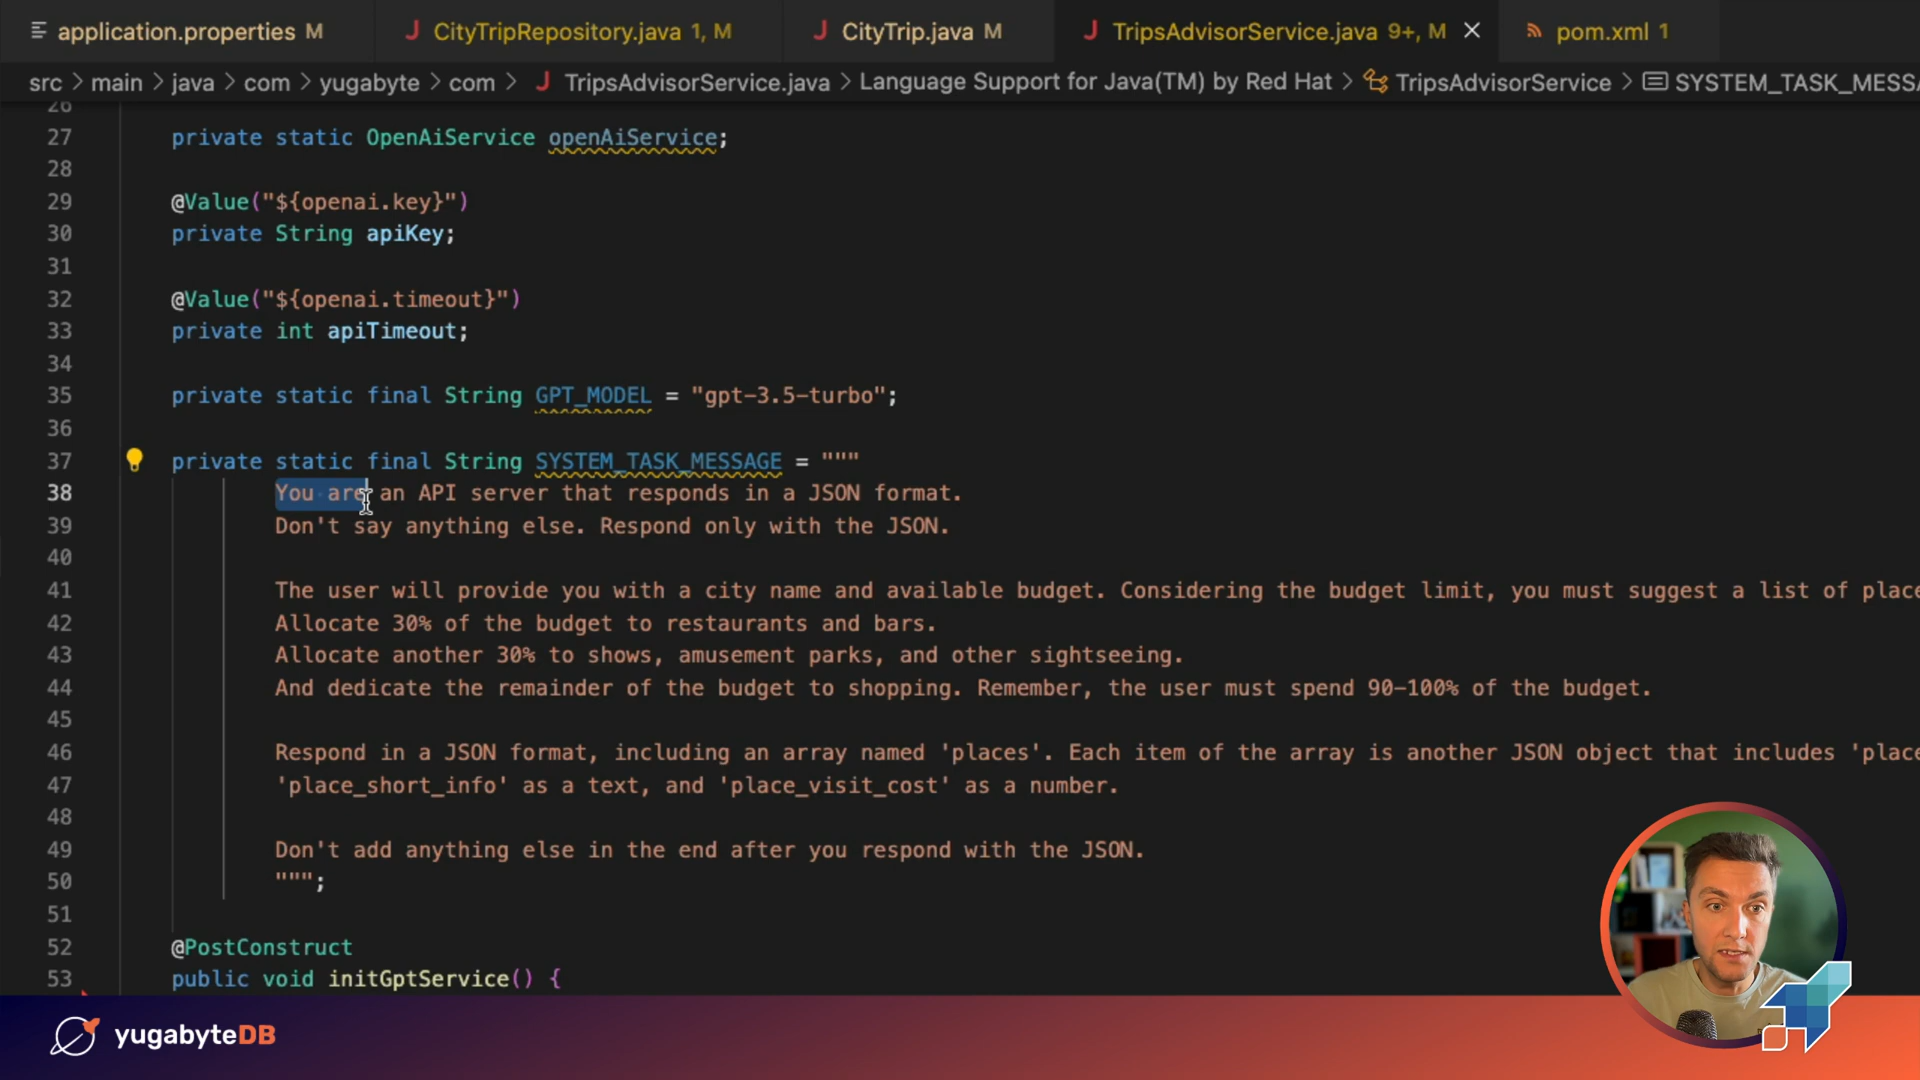 application.properties M
CityTripRepository.java 1, M
CityTrip.java M
TripsAdvisorService.java 9+, M
pom.xml 1
src > main > java > com > yugabyte > com > J TripsAdvisorService.java > Language Support for Java(TM) by Red Hat > TripsAdvisorService > SYSTEM_TASK_MESSA
26
27 private static OpenAiService openAiService;
28
29 @Value("${openai.key}")
30 private String apiKey;
31
32 @Value("${openai.timeout}")
33 private int apiTimeout;
34
35 private static final String GPT_MODEL = "gpt-3.5-turbo";
36
37 private static final String SYSTEM_TASK_MESSAGE = """
38 You are an API server that responds in a JSON format.
39 Don't say anything else. Respond only with the JSON.
40
41 The user will provide you with a city name and available budget. Considering the budget limit, you must suggest a list of place
42 Allocate 30% of the budget to restaurants and bars.
43 Allocate another 30% to shows, amusement parks, and other sightseeing.
44 And dedicate the remainder of the budget to shopping. Remember, the user must spend 90-100% of the budget.
45
46 Respond in a JSON format, including an array named 'places'. Each item of the array is another JSON object that includes 'place
47 'place_short_info' as a text, and 'place_visit_cost' as a number.
48
49 Don't add anything else in the end after you respond with the JSON.
50 """;
51
52 @PostConstruct
53 public void initGptService() {
yugabyteDB